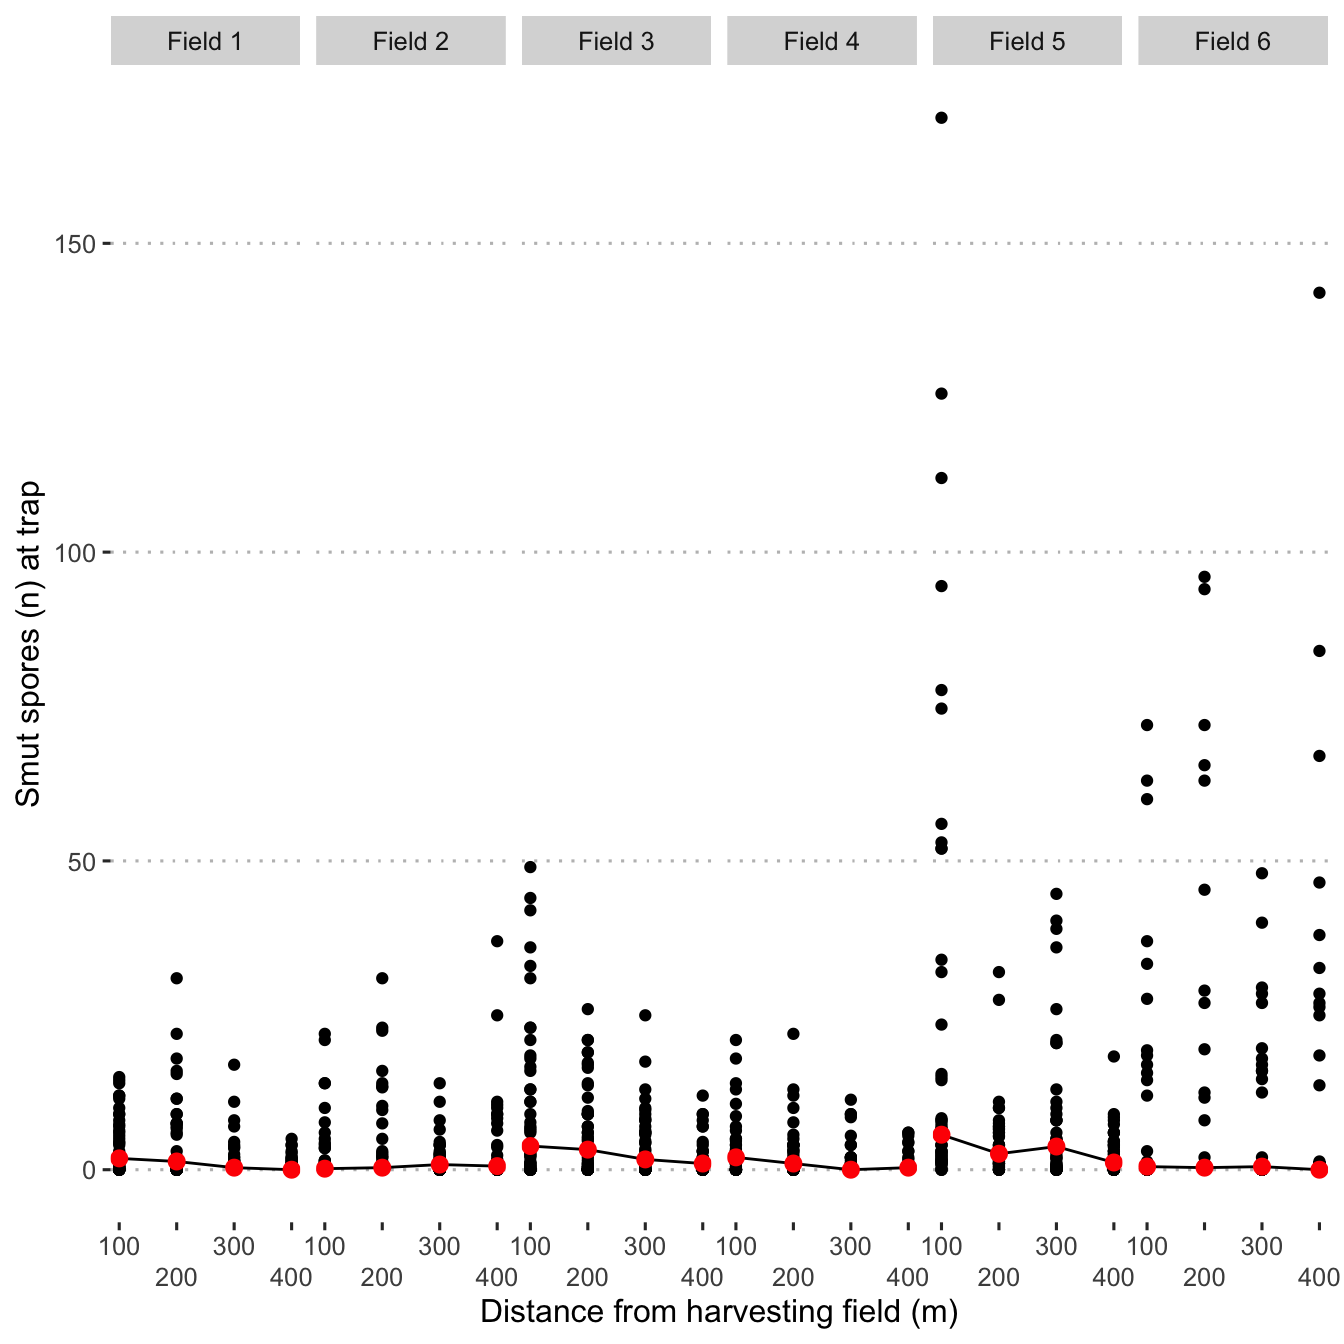 Field 1 Field 2 Field 3 Field 4 Field 5 Field 6
Smut spores (n) at trap
150
100
50
0
100 300 100 300 100 300 100 300 100 300 100 300
200 400 200 400 200 400 200 400 200 400 200 400
Distance from harvesting field (m)